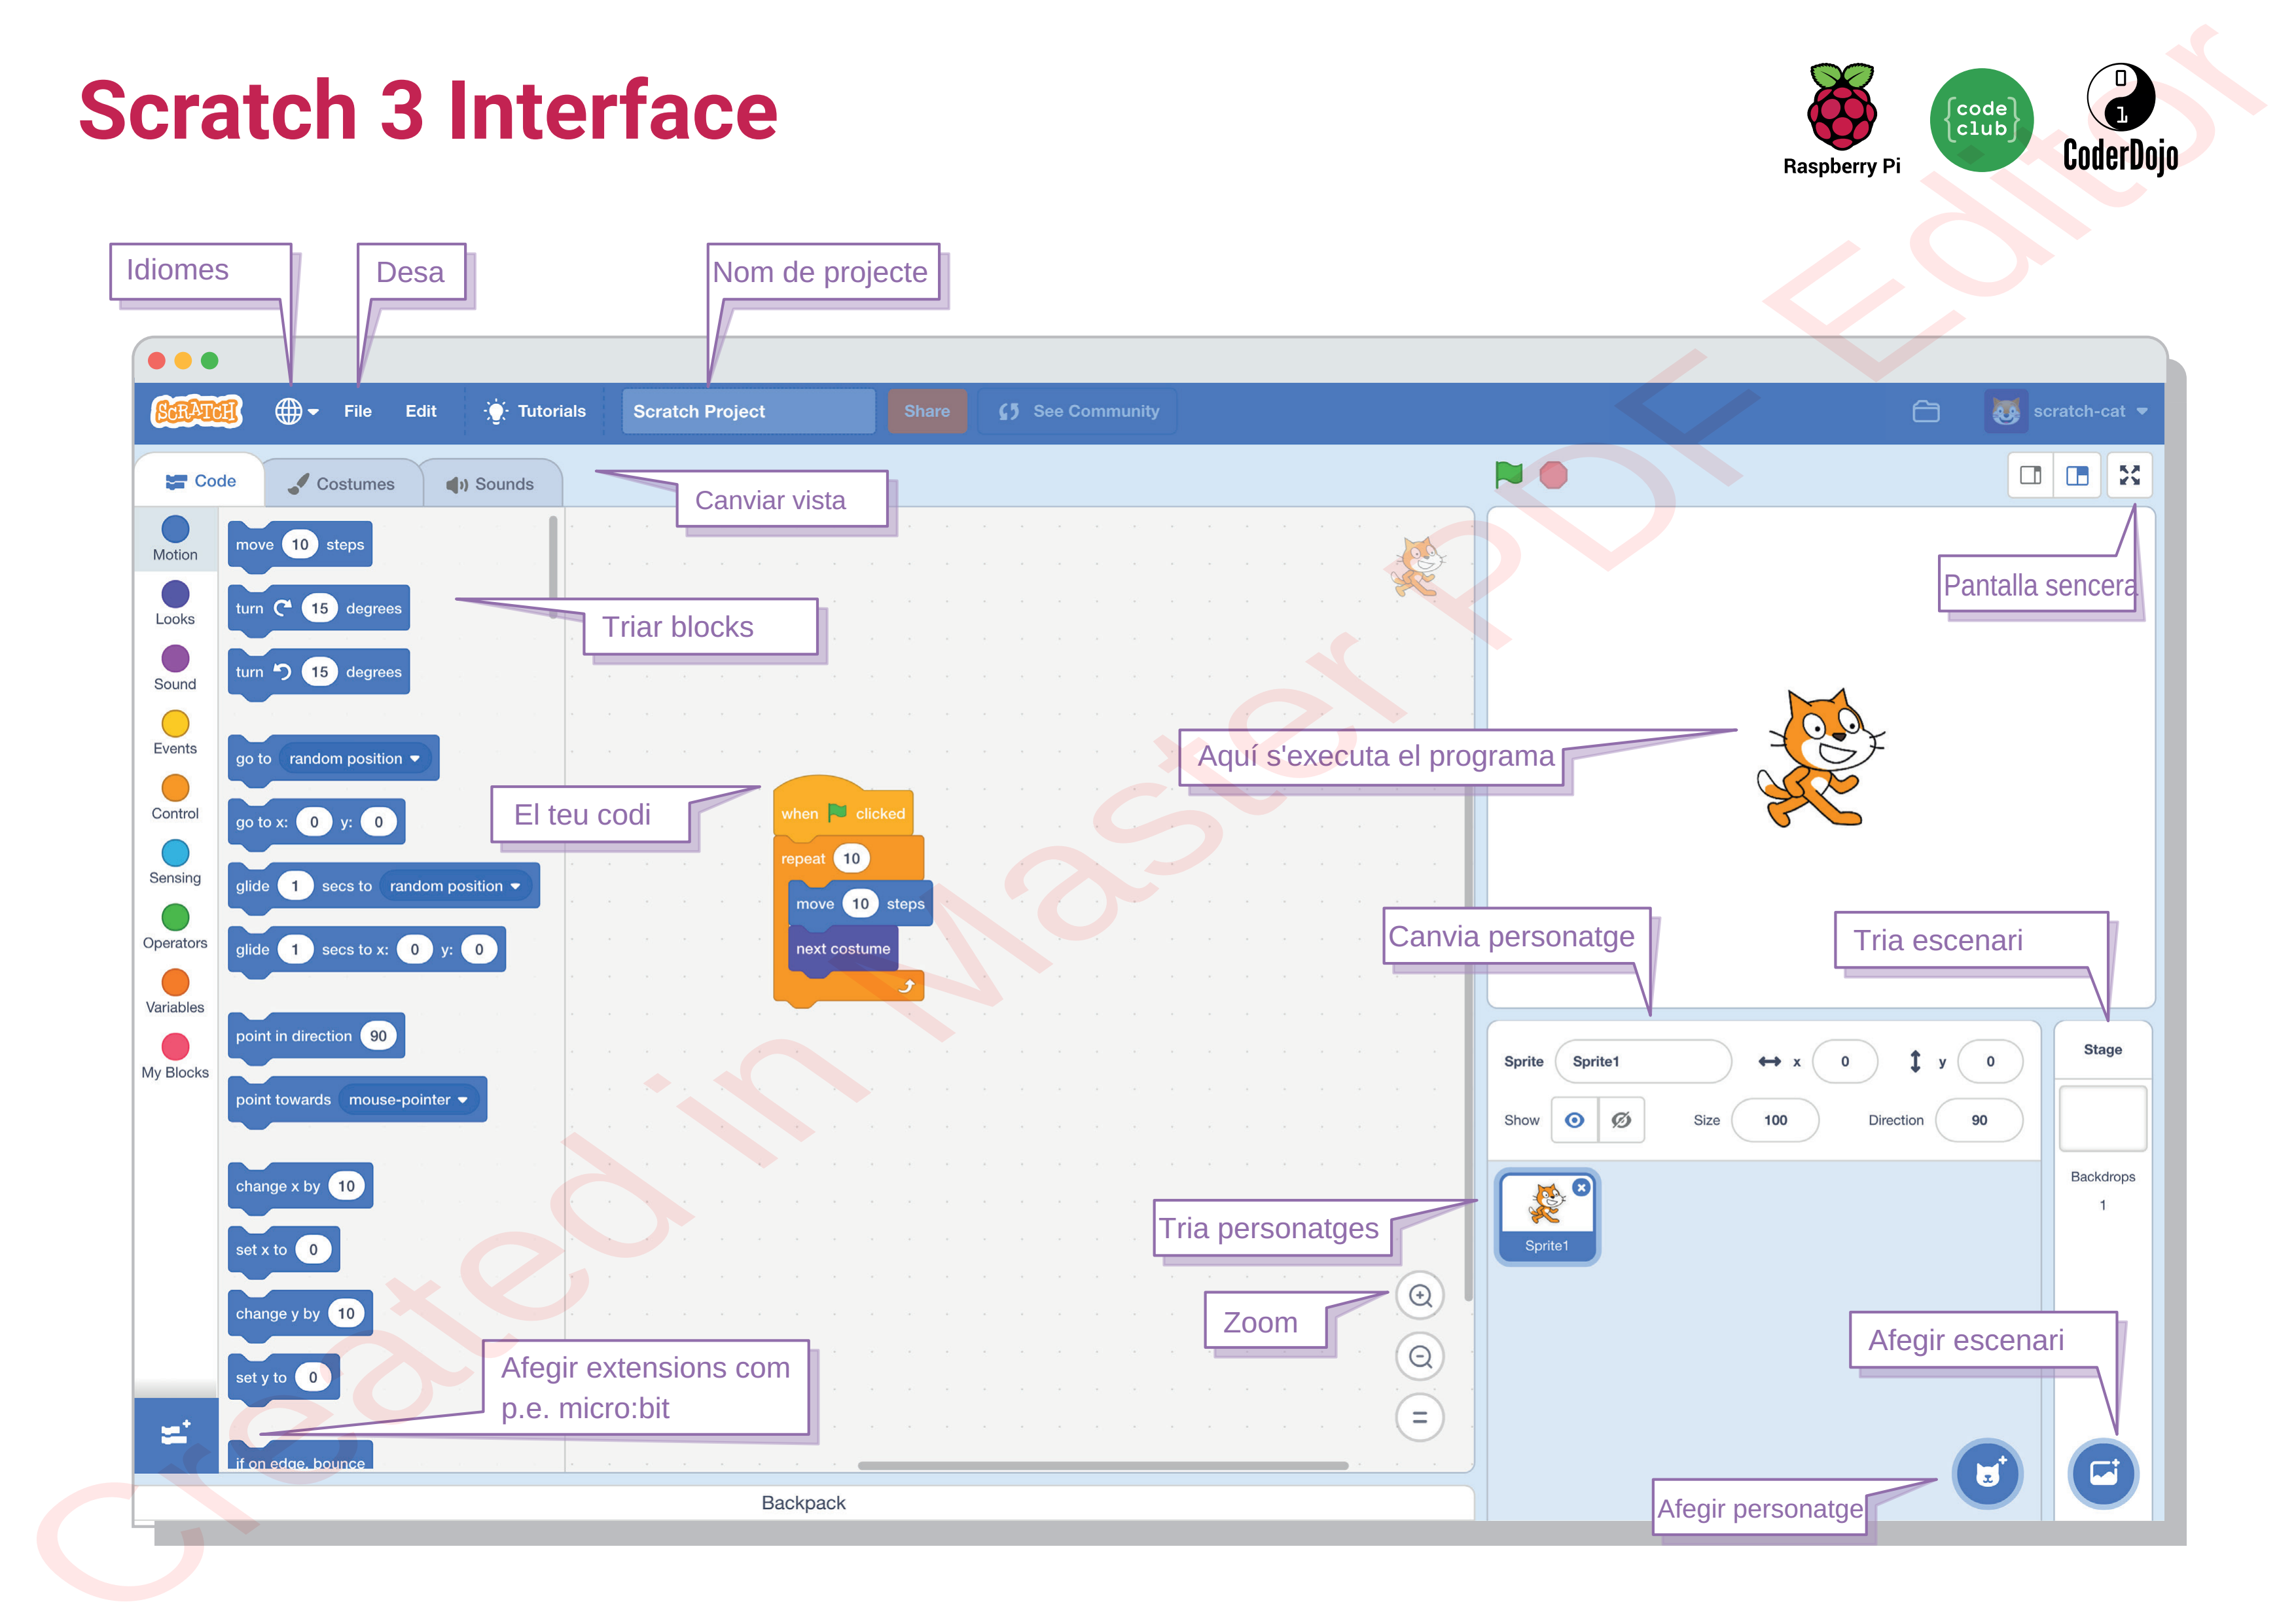 Scratch 3 Interface
Raspberry Pi
code
club
0
1
CoderDojo
Idiomes
Desa
Nom de projecte
SCRATCH
File
Edit
Tutorials
Scratch Project
Share
See Community
scratch-cat
Code
Costumes
Sounds
Canviar vista
Pantalla sencera
Motion
Looks
Sound
Events
Control
Sensing
Operators
Variables
My Blocks
move 10 steps
turn 15 degrees
turn 15 degrees
go to random position
go to x: 0 y: 0
glide 1 secs to random position
glide 1 secs to x: 0 y: 0
point in direction 90
point towards mouse-pointer
change x by 10
set x to 0
change y by 10
set y to 0
if on edge, bounce
Triar blocks
El teu codi
when clicked
repeat 10
move 10 steps
next costume
Aquí s'executa el programa
Canvia personatge
Tria escenari
Sprite Sprite1 x 0 y 0
Show Size 100 Direction 90
Stage
Backdrops
1
Sprite1
Tria personatges
Zoom
Afegir extensions com
p.e. micro:bit
Afegir escenari
Afegir personatge
Backpack
Created in Master PDF Editor